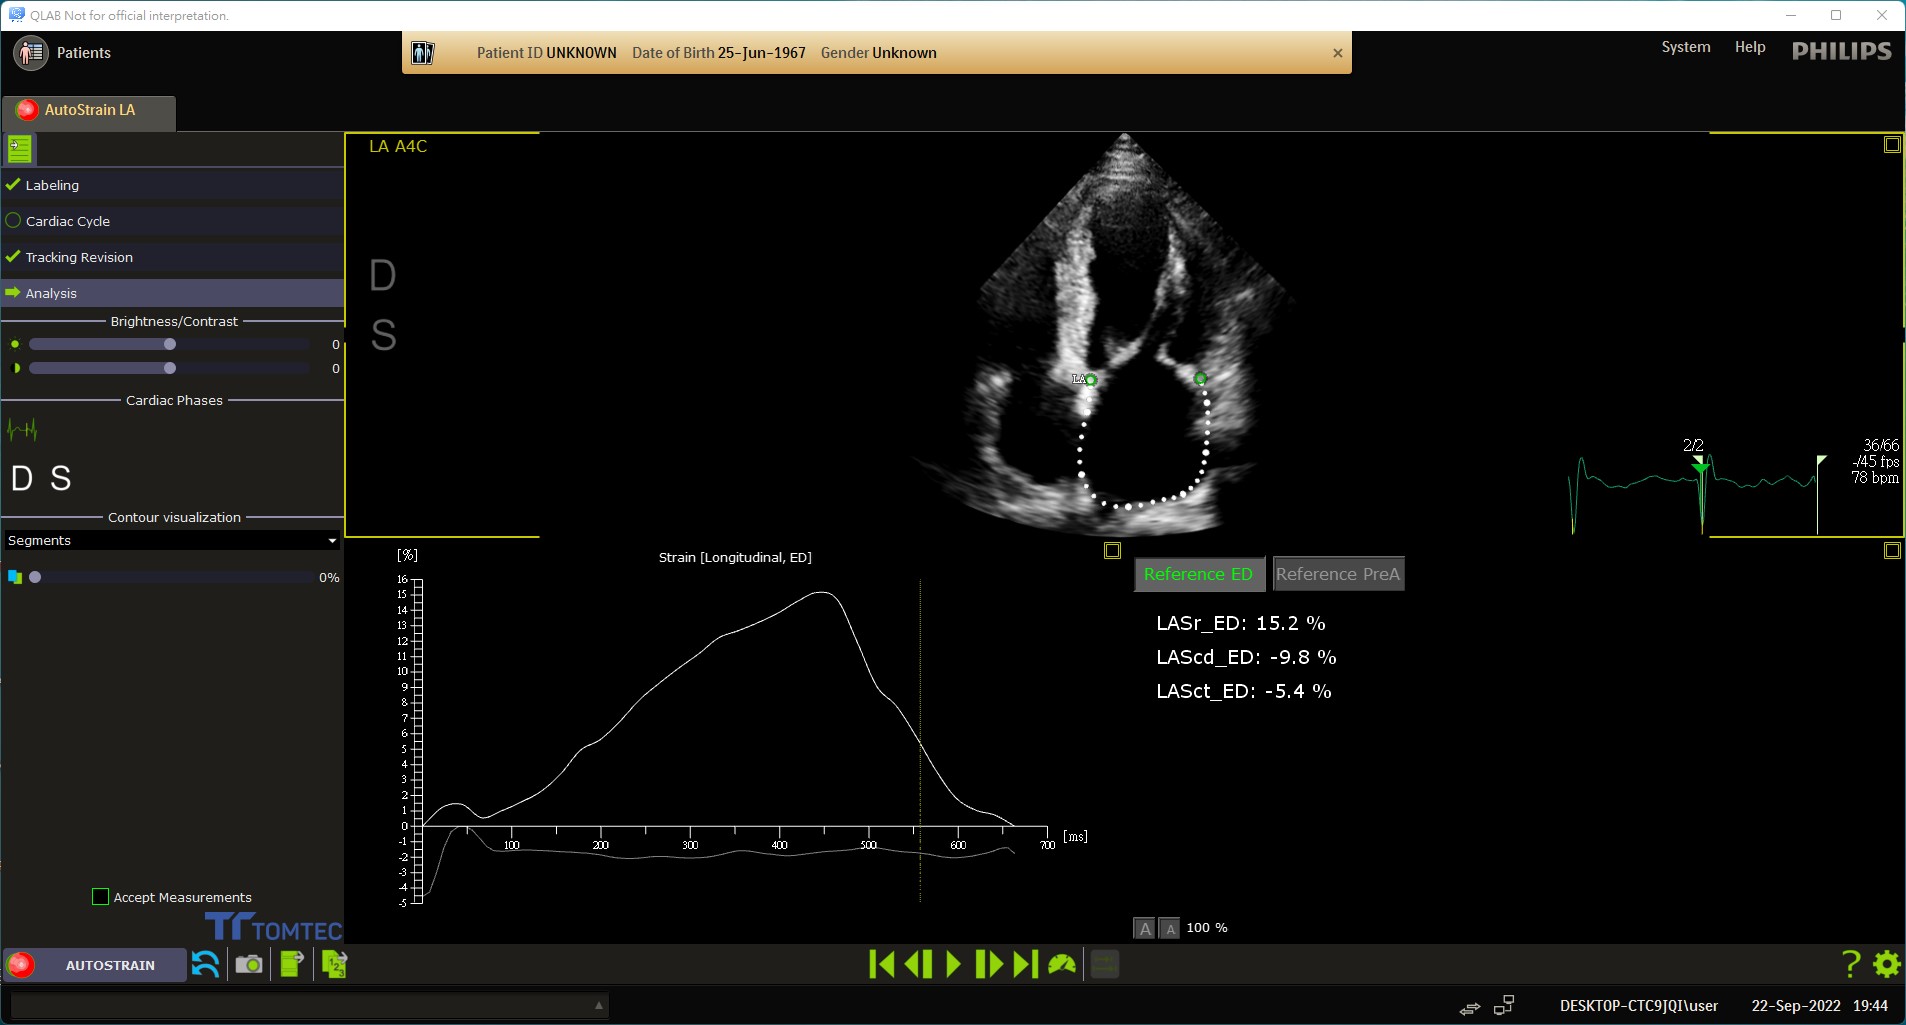 QLAB Not for official interpretation.
Patients
Patient ID UNKNOWN Date of Birth 25-Jun-1967 Gender Unknown
System Help PHILIPS
AutoStrain LA
Labeling
Cardiac Cycle
Tracking Revision
Analysis
Brightness/Contrast
0
0
Cardiac Phases
D S
Contour visualization
Segments
0%
Accept Measurements
TOMTEC
LA A4C
D
S
LA
2/2
36/66
-/45 fps
78 bpm
[%]
Strain [Longitudinal, ED]
16
15
14
13
12
11
10
9
8
7
6
5
4
3
2
1
0
-1
-2
-3
-4
-5
100 200 300 400 500 600 700 [ms]
Reference ED Reference PreA
LASr_ED: 15.2 %
LAScd_ED: -9.8 %
LASct_ED: -5.4 %
A A 100 %
AUTOSTRAIN
123
?
DESKTOP-CTC9JQI\user 22-Sep-2022 19:44